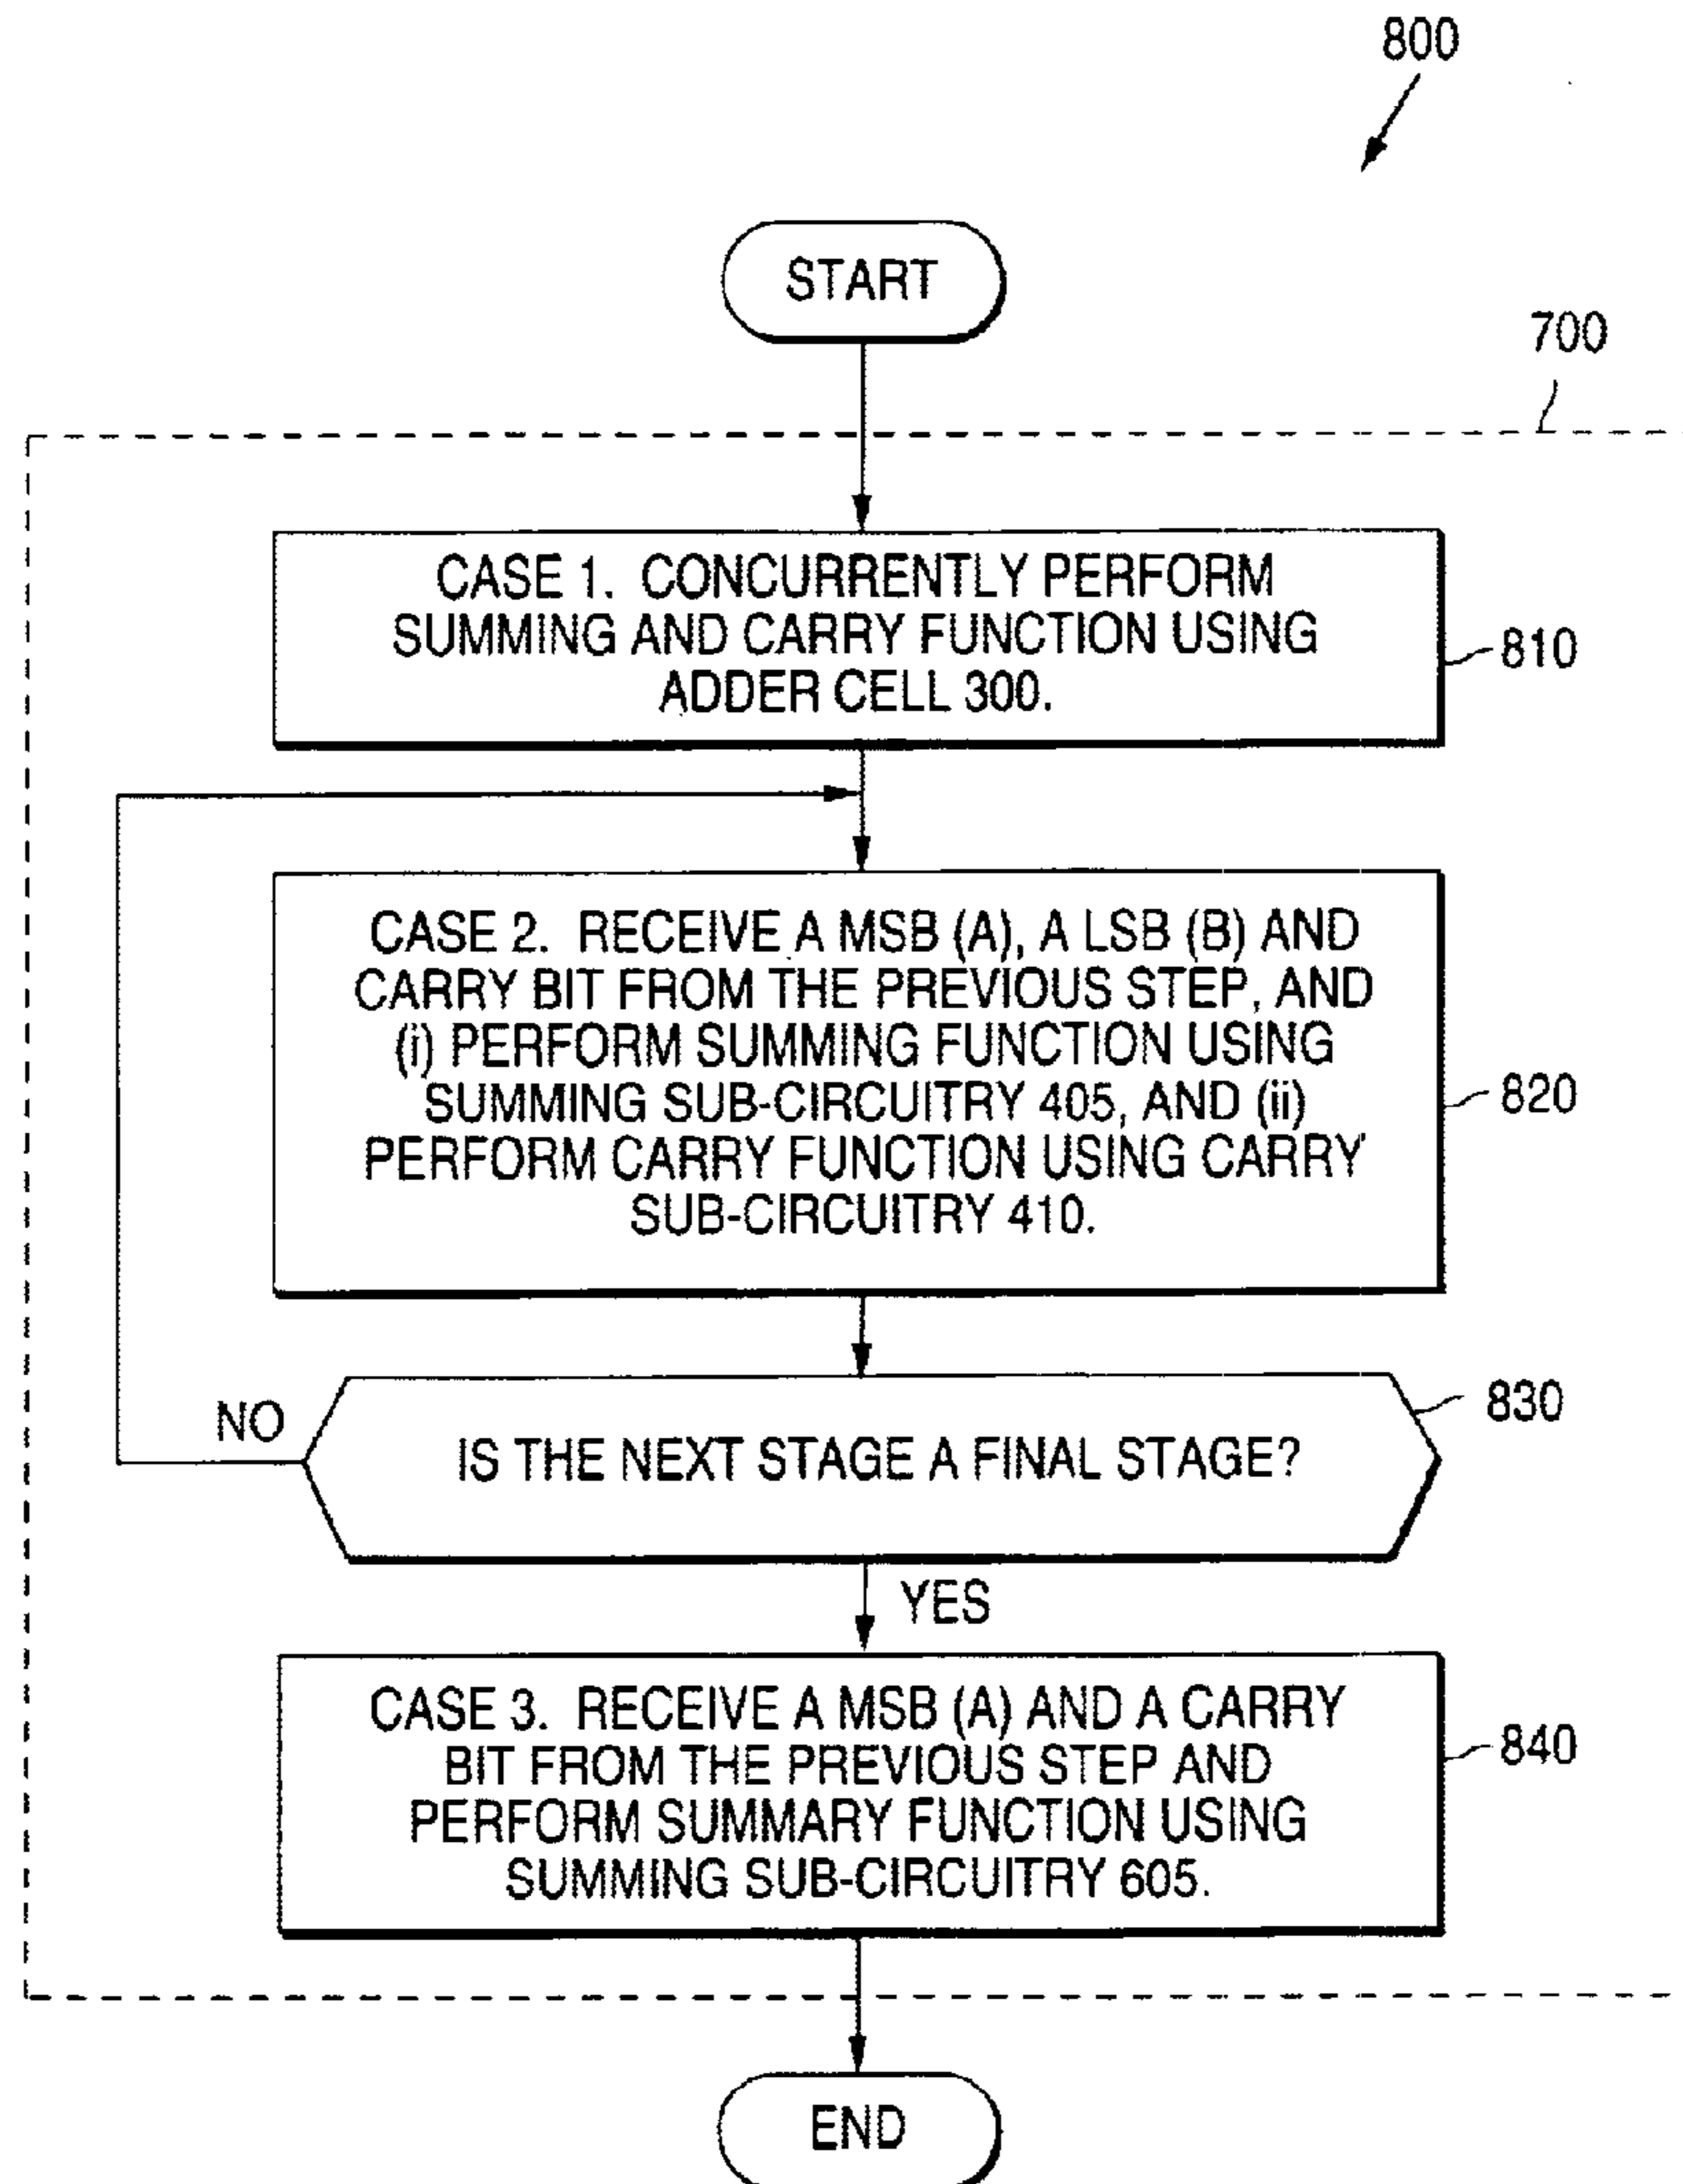 800
START
700
CASE 1. CONCURRENTLY PERFORM
SUMMING AND CARRY FUNCTION USING
ADDER CELL 300.
810
CASE 2. RECEIVE A MSB (A), A LSB (B) AND
CARRY BIT FROM THE PREVIOUS STEP, AND
(i) PERFORM SUMMING FUNCTION USING
SUMMING SUB-CIRCUITRY 405, AND (ii)
PERFORM CARRY FUNCTION USING CARRY
SUB-CIRCUITRY 410.
820
NO
IS THE NEXT STAGE A FINAL STAGE?
830
YES
CASE 3. RECEIVE A MSB (A) AND A CARRY
BIT FROM THE PREVIOUS STEP AND
PERFORM SUMMARY FUNCTION USING
SUMMING SUB-CIRCUITRY 605.
840
END